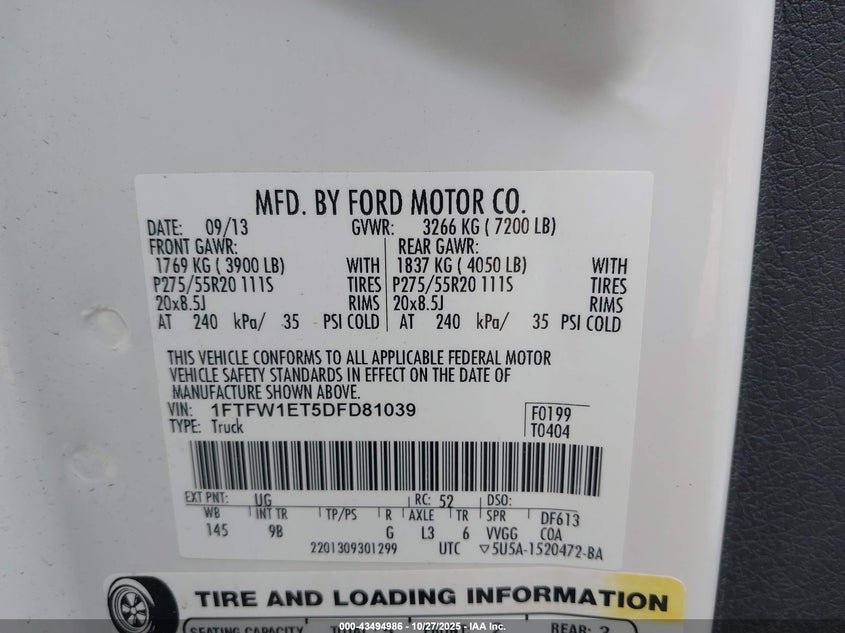 MFD. BY FORD MOTOR CO.
DATE: 09/13 GVWR: 3266 KG ( 7200 LB)
FRONT GAWR: REAR GAWR:
1769 KG ( 3900 LB) WITH 1837 KG ( 4050 LB) WITH
P275/55R20 111S TIRES P275/55R20 111S TIRES
20x8.5J RIMS 20x8.5J RIMS
AT 240 kPa/ 35 PSI COLD AT 240 kPa/ 35 PSI COLD
THIS VEHICLE CONFORMS TO ALL APPLICABLE FEDERAL MOTOR
VEHICLE SAFETY STANDARDS IN EFFECT ON THE DATE OF
MANUFACTURE SHOWN ABOVE.
VIN: 1FTFW1ET5DFD81039 F0199
TYPE: Truck T0404
EXT PNT: UG RC: 52 DSO:
WB INT TR TP/PS R AXLE TR SPR DF613
145 9B G L3 6 VVGG COA
2201309301299 UTC ▽5U5A-1520472-BA
TIRE AND LOADING INFORMATION
SEATING CAPACITY TOTAL: FRONT: REAR:
000-43494986 - 10/27/2025 - IAA Inc.